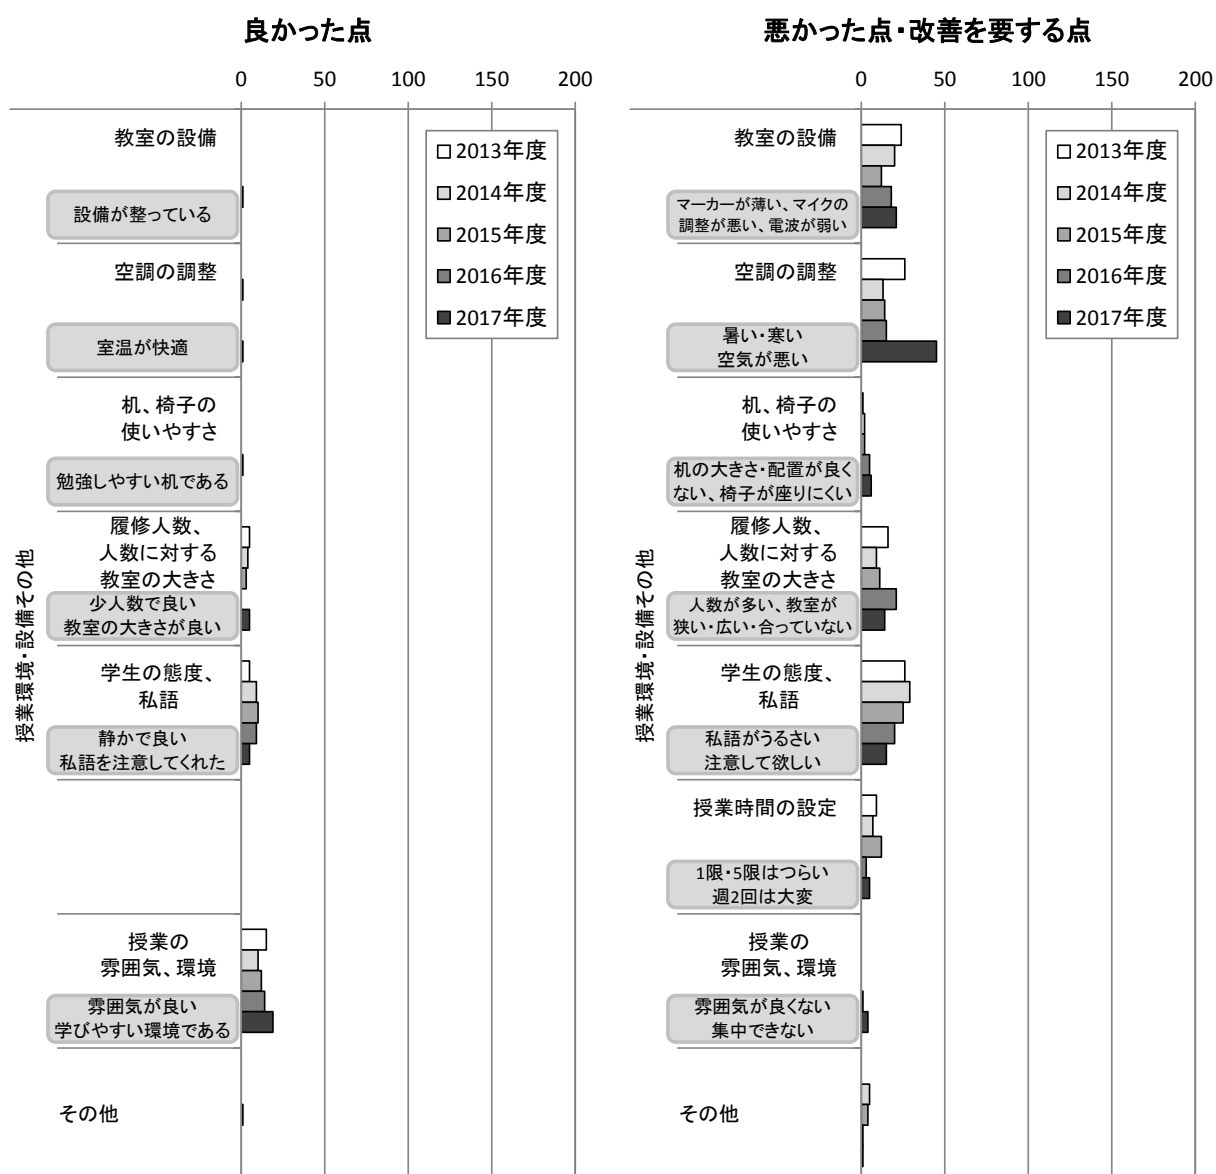 良かった点
0 50 100 150 200
2013年度
2014年度
2015年度
2016年度
2017年度
授業環境・設備その他
教室の設備
設備が整っている
空調の調整
室温が快適
机、椅子の
使いやすさ
勉強しやすい机である
履修人数、
人数に対する
教室の大きさ
少人数で良い
教室の大きさが良い
学生の態度、
私語
静かで良い
私語を注意してくれた
授業の
雰囲気、環境
雰囲気が良い
学びやすい環境である
その他
悪かった点・改善を要する点
0 50 100 150 200
2013年度
2014年度
2015年度
2016年度
2017年度
授業環境・設備その他
教室の設備
マーカーが薄い、マイクの
調整が悪い、電波が弱い
空調の調整
暑い・寒い
空気が悪い
机、椅子の
使いやすさ
机の大きさ・配置が良く
ない、椅子が座りにくい
履修人数、
人数に対する
教室の大きさ
人数が多い、教室が
狭い・広い・合っていない
学生の態度、
私語
私語がうるさい
注意して欲しい
授業時間の設定
1限・5限はつらい
週2回は大変
授業の
雰囲気、環境
雰囲気が良くない
集中できない
その他